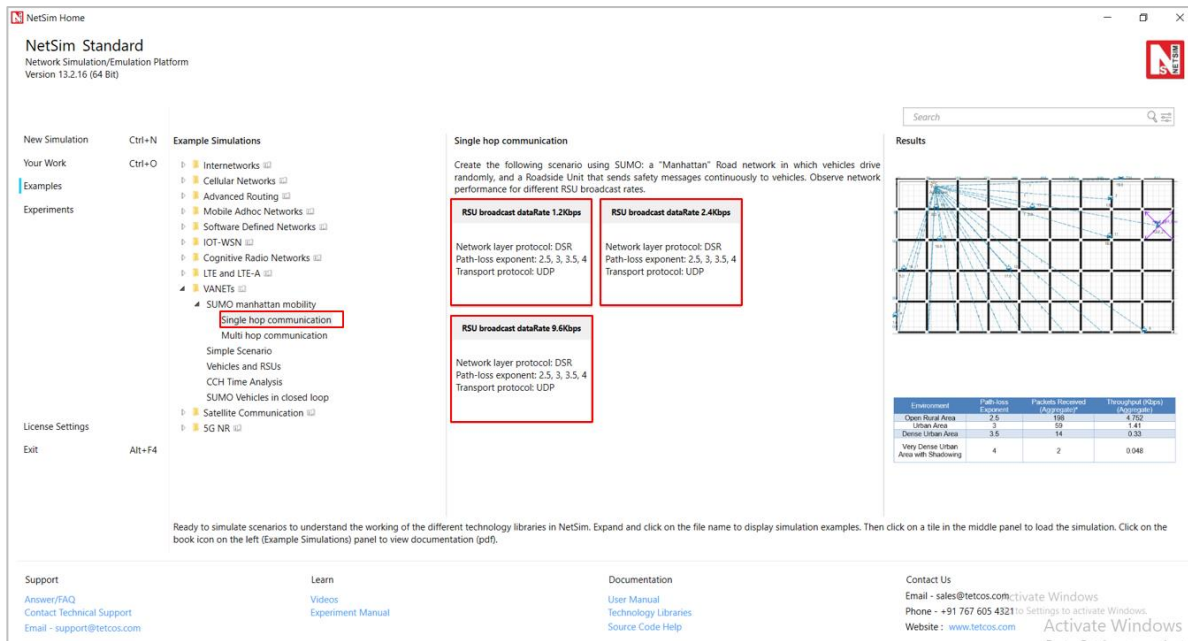 NetSim Home
NetSim Standard
Network Simulation/Emulation Platform
Version 13.2.16 (64 Bit)
NETSIM
Search
New Simulation Ctrl+N
Your Work Ctrl+O
Examples
Experiments
License Settings
Exit Alt+F4
Example Simulations
Internetworks
Cellular Networks
Advanced Routing
Mobile Adhoc Networks
Software Defined Networks
IOT-WSN
Cognitive Radio Networks
LTE and LTE-A
VANETs
SUMO manhattan mobility
Single hop communication
Multi hop communication
Simple Scenario
Vehicles and RSUs
CCH Time Analysis
SUMO Vehicles in closed loop
Satellite Communication
5G NR
Single hop communication
Create the following scenario using SUMO: a "Manhattan" Road network in which vehicles drive
randomly, and a Roadside Unit that sends safety messages continuously to vehicles. Observe network
performance for different RSU broadcast rates.
RSU broadcast dataRate 1.2Kbps
Network layer protocol: DSR
Path-loss exponent: 2.5, 3, 3.5, 4
Transport protocol: UDP
RSU broadcast dataRate 2.4Kbps
Network layer protocol: DSR
Path-loss exponent: 2.5, 3, 3.5, 4
Transport protocol: UDP
RSU broadcast dataRate 9.6Kbps
Network layer protocol: DSR
Path-loss exponent: 2.5, 3, 3.5, 4
Transport protocol: UDP
Results
Environment Path-loss Exponent Packets Received (Aggregate)* Throughput (Kbps) (Aggregate)
Open Rural Area 2.5 198 4.752
Urban Area 3 59 1.41
Dense Urban Area 3.5 14 0.33
Very Dense Urban Area with Shadowing 4 2 0.048
Ready to simulate scenarios to understand the working of the different technology libraries in NetSim. Expand and click on the file name to display simulation examples. Then click on a tile in the middle panel to load the simulation. Click on the
book icon on the left (Example Simulations) panel to view documentation (pdf).
Support
Answer/FAQ
Contact Technical Support
Email - support@tetcos.com
Learn
Videos
Experiment Manual
Documentation
User Manual
Technology Libraries
Source Code Help
Contact Us
Email - sales@tetcos.com
Phone - +91 767 605 4321
Website : www.tetcos.com
Activate Windows
to Settings to activate Windows.
Activate Windows